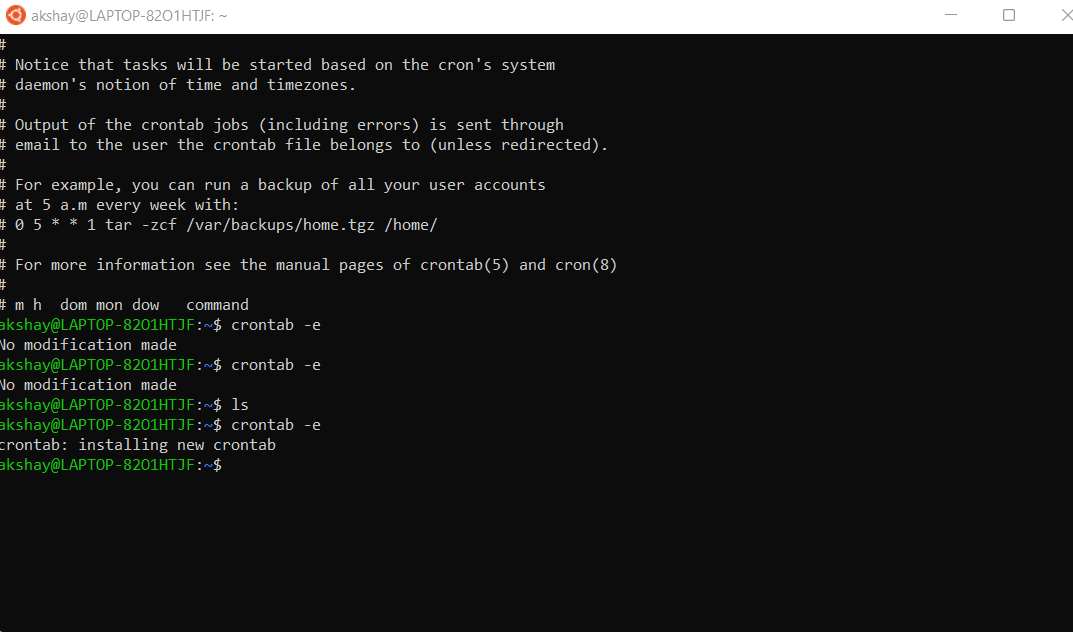 akshay@LAPTOP-82O1HTJF: ~
#
# Notice that tasks will be started based on the cron's system
# daemon's notion of time and timezones.
#
# Output of the crontab jobs (including errors) is sent through
# email to the user the crontab file belongs to (unless redirected).
#
# For example, you can run a backup of all your user accounts
# at 5 a.m every week with:
# 0 5 * * 1 tar -zcf /var/backups/home.tgz /home/
#
# For more information see the manual pages of crontab(5) and cron(8)
#
# m h  dom mon dow   command
akshay@LAPTOP-82O1HTJF:~$ crontab -e
No modification made
akshay@LAPTOP-82O1HTJF:~$ crontab -e
No modification made
akshay@LAPTOP-82O1HTJF:~$ ls
akshay@LAPTOP-82O1HTJF:~$ crontab -e
crontab: installing new crontab
akshay@LAPTOP-82O1HTJF:~$